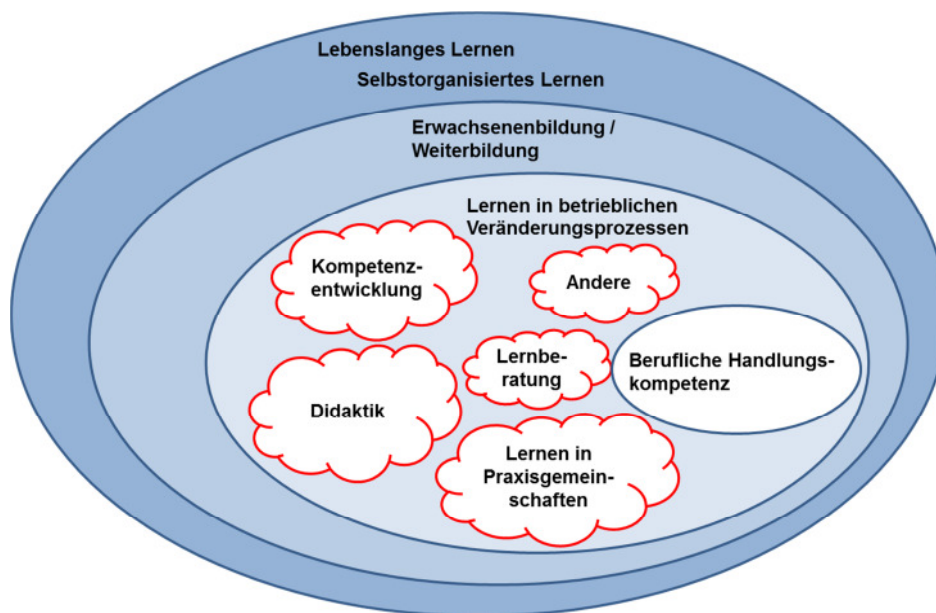 Lebenslanges Lernen
Selbstorganisiertes Lernen
Erwachsenenbildung /
Weiterbildung
Lernen in betrieblichen
Veränderungsprozessen
Kompetenz-
entwicklung
Andere
Lernbe-
ratung
Berufliche Handlungs-
kompetenz
Didaktik
Lernen in
Praxisgemein-
schaften